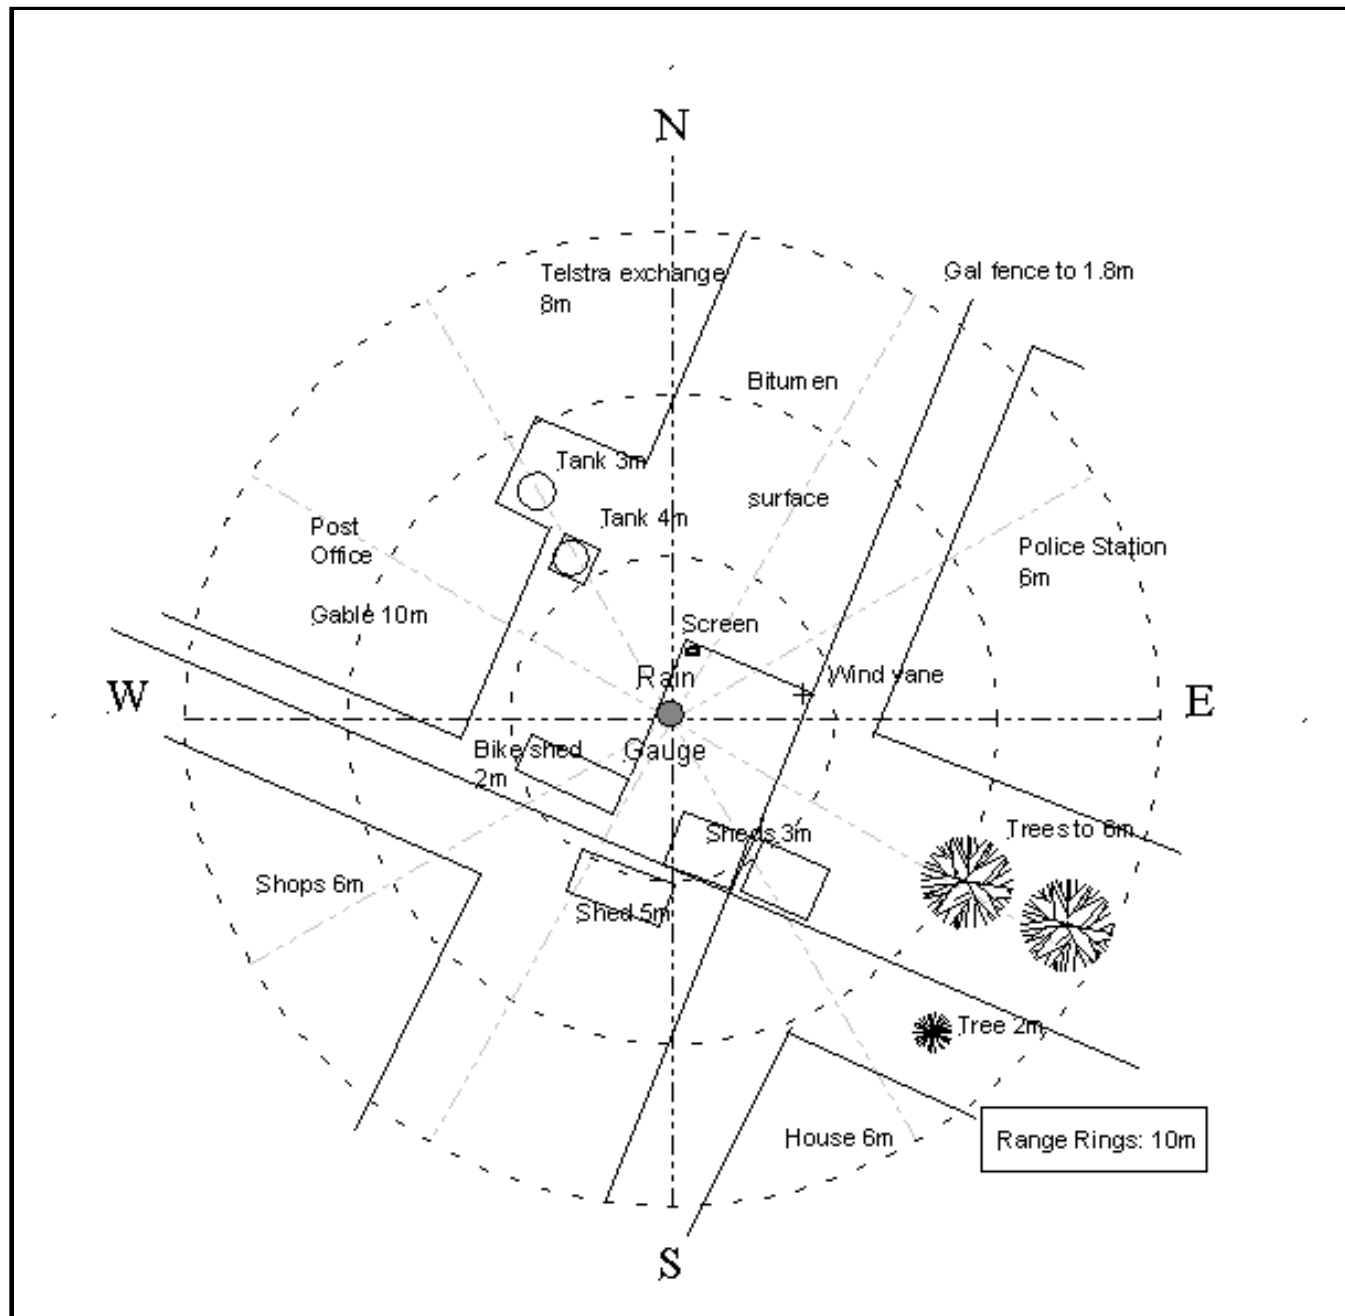 N
Telstra exchange
8m
Gal fence to 1.8m
Bitumen
Tank 3m
surface
Tank 4m
Post
Office
Police Station
6m
Gable 10m
Screen
Rain
Wind vane
W
E
Bike shed
2m
Gauge
Sheds 3m
Trees to 6m
Shops 6m
Shed 5m
Tree 2m
House 6m
Range Rings: 10m
S